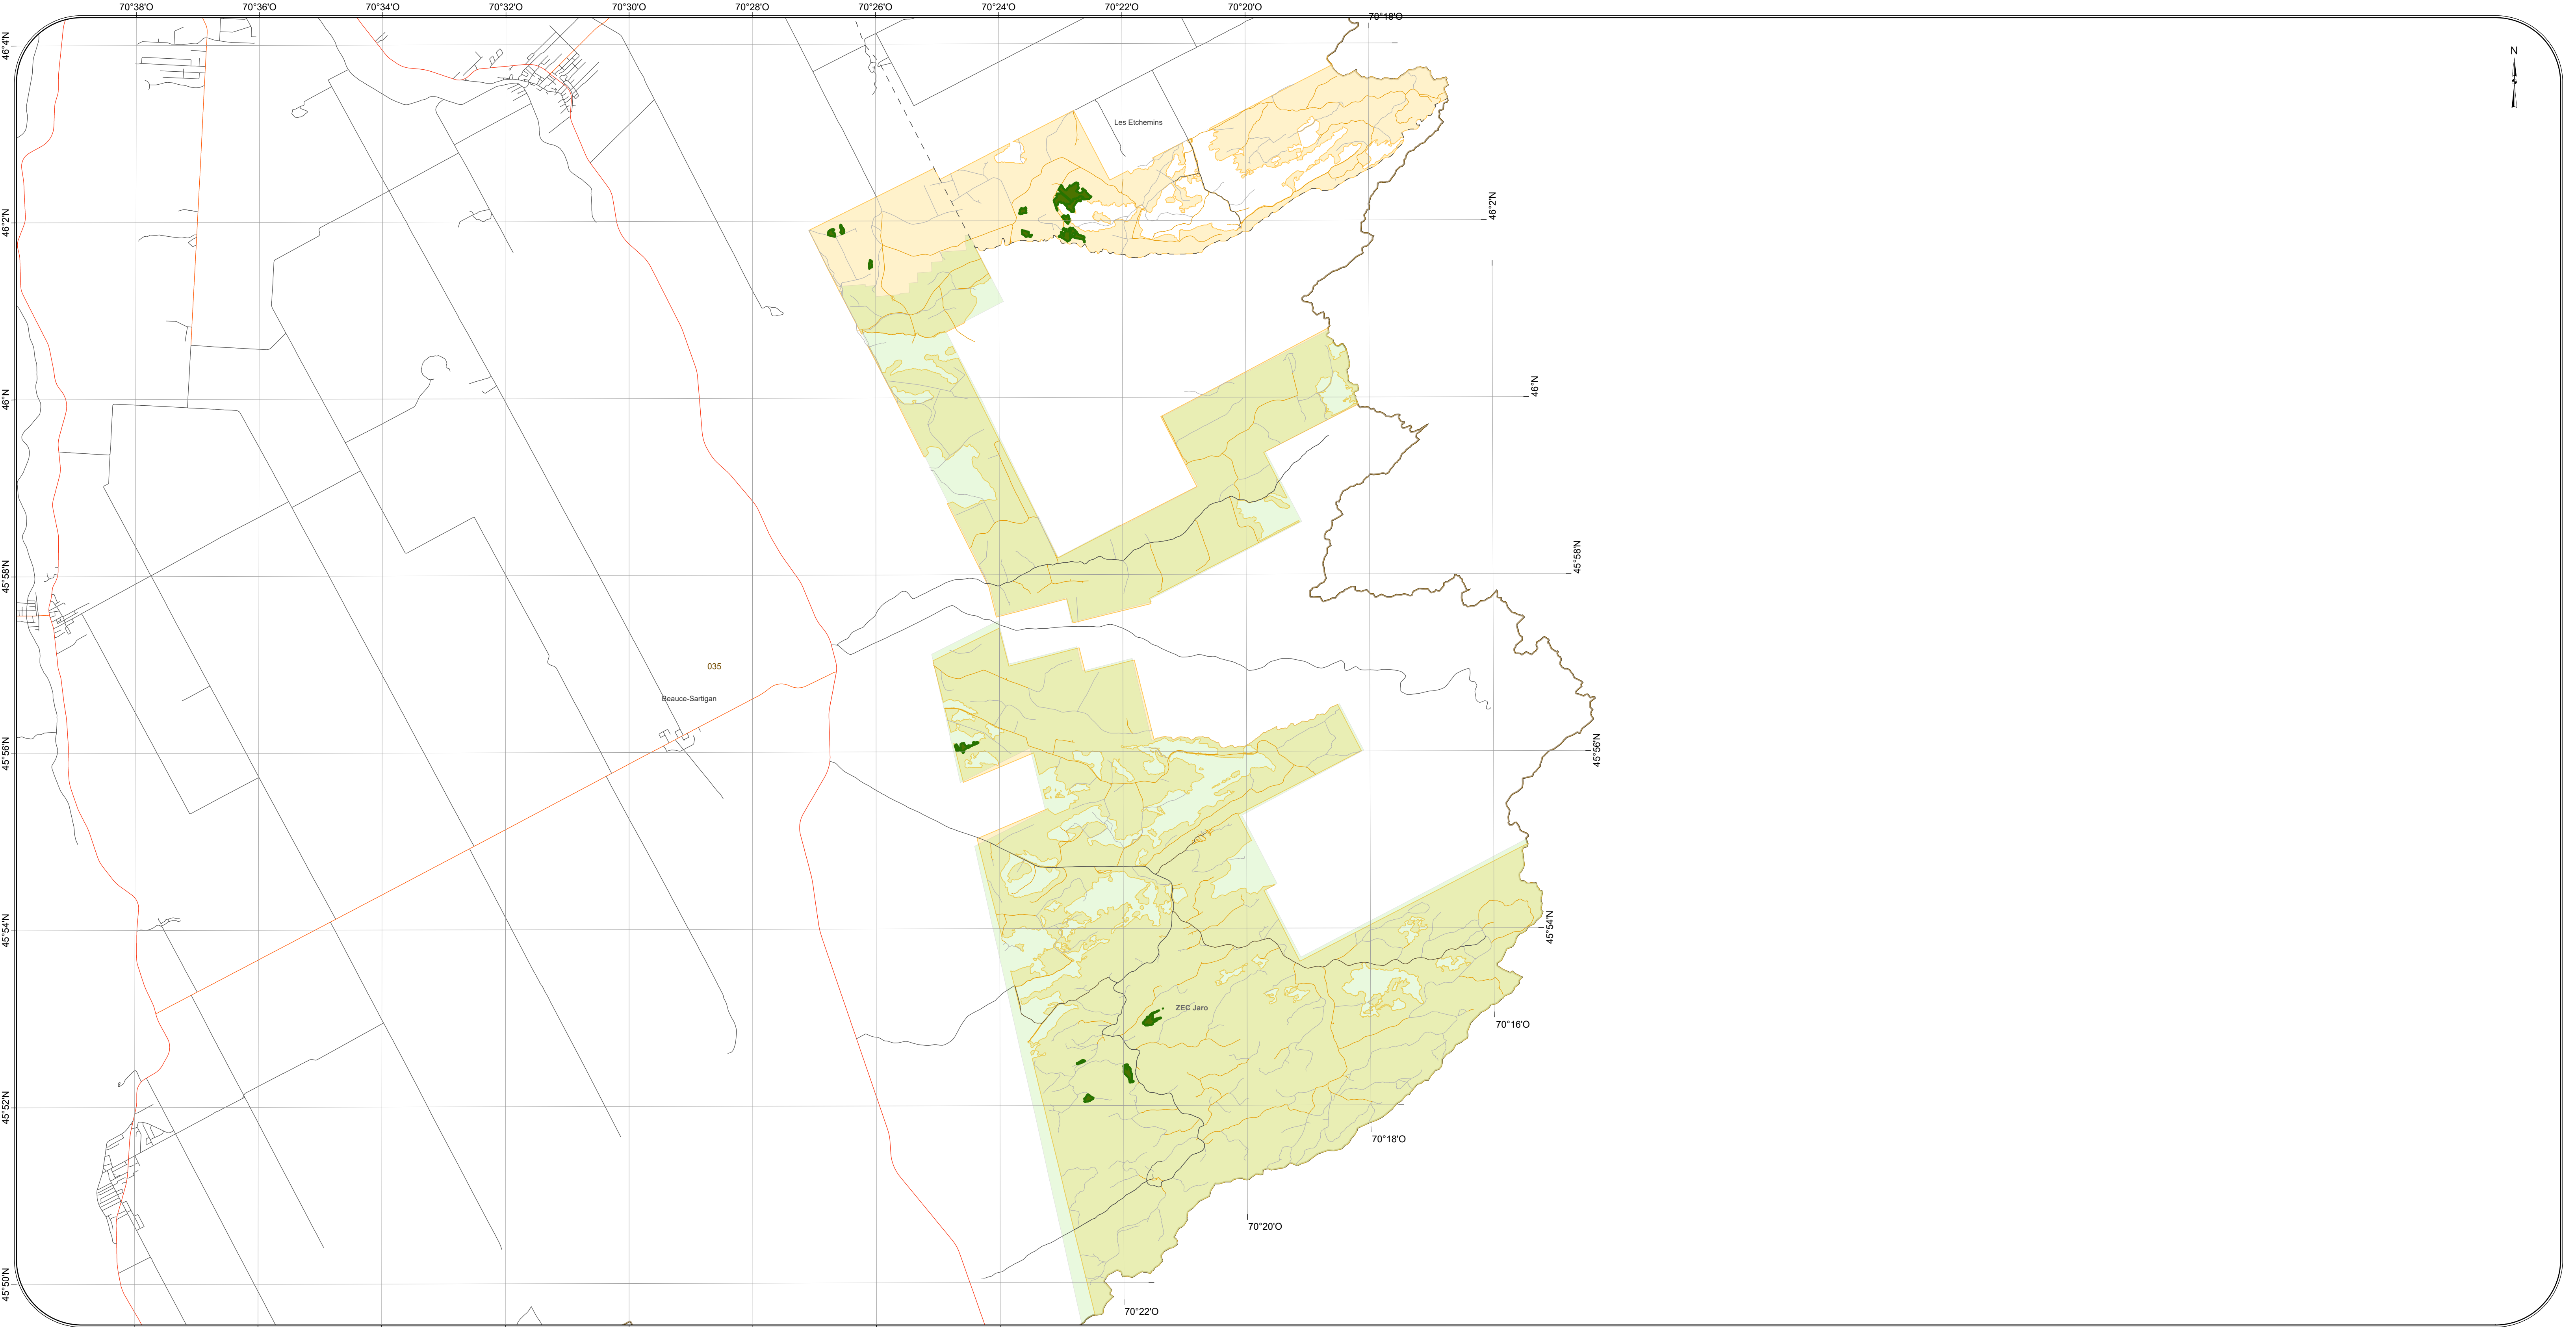 70°38'O 70°36'O 70°34'O 70°32'O 70°30'O 70°28'O 70°26'O 70°24'O 70°22'O 70°20'O 70°18'O
46°4'N
N
Les Etchemins
46°2'N 46°2'N
46°N 46°N
45°58'N 45°58'N
035
Beauce-Sartigan
45°56'N 45°56'N
45°54'N 45°54'N
ZEC Jaro
70°16'O
45°52'N
70°18'O
70°20'O
45°50'N
70°22'O